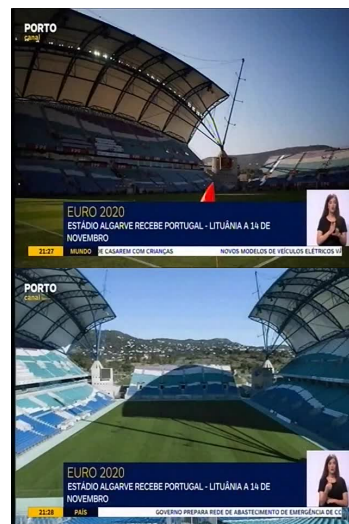 PORTO
canal
EURO 2020
ESTÁDIO ALGARVE RECEBE PORTUGAL - LITUÂNIA A 14 DE
NOVEMBRO
21:27 MUNDO E CASAREM COM CRIANÇAS NOVOS MODELOS DE VEÍCULOS ELÉTRICOS
PORTO
canal
EURO 2020
ESTÁDIO ALGARVE RECEBE PORTUGAL - LITUÂNIA A 14 DE
NOVEMBRO
21:28 PAÍS GOVERNO PREPARA REDE DE ABASTECIMENTO DE EMERGÊNCIA DE